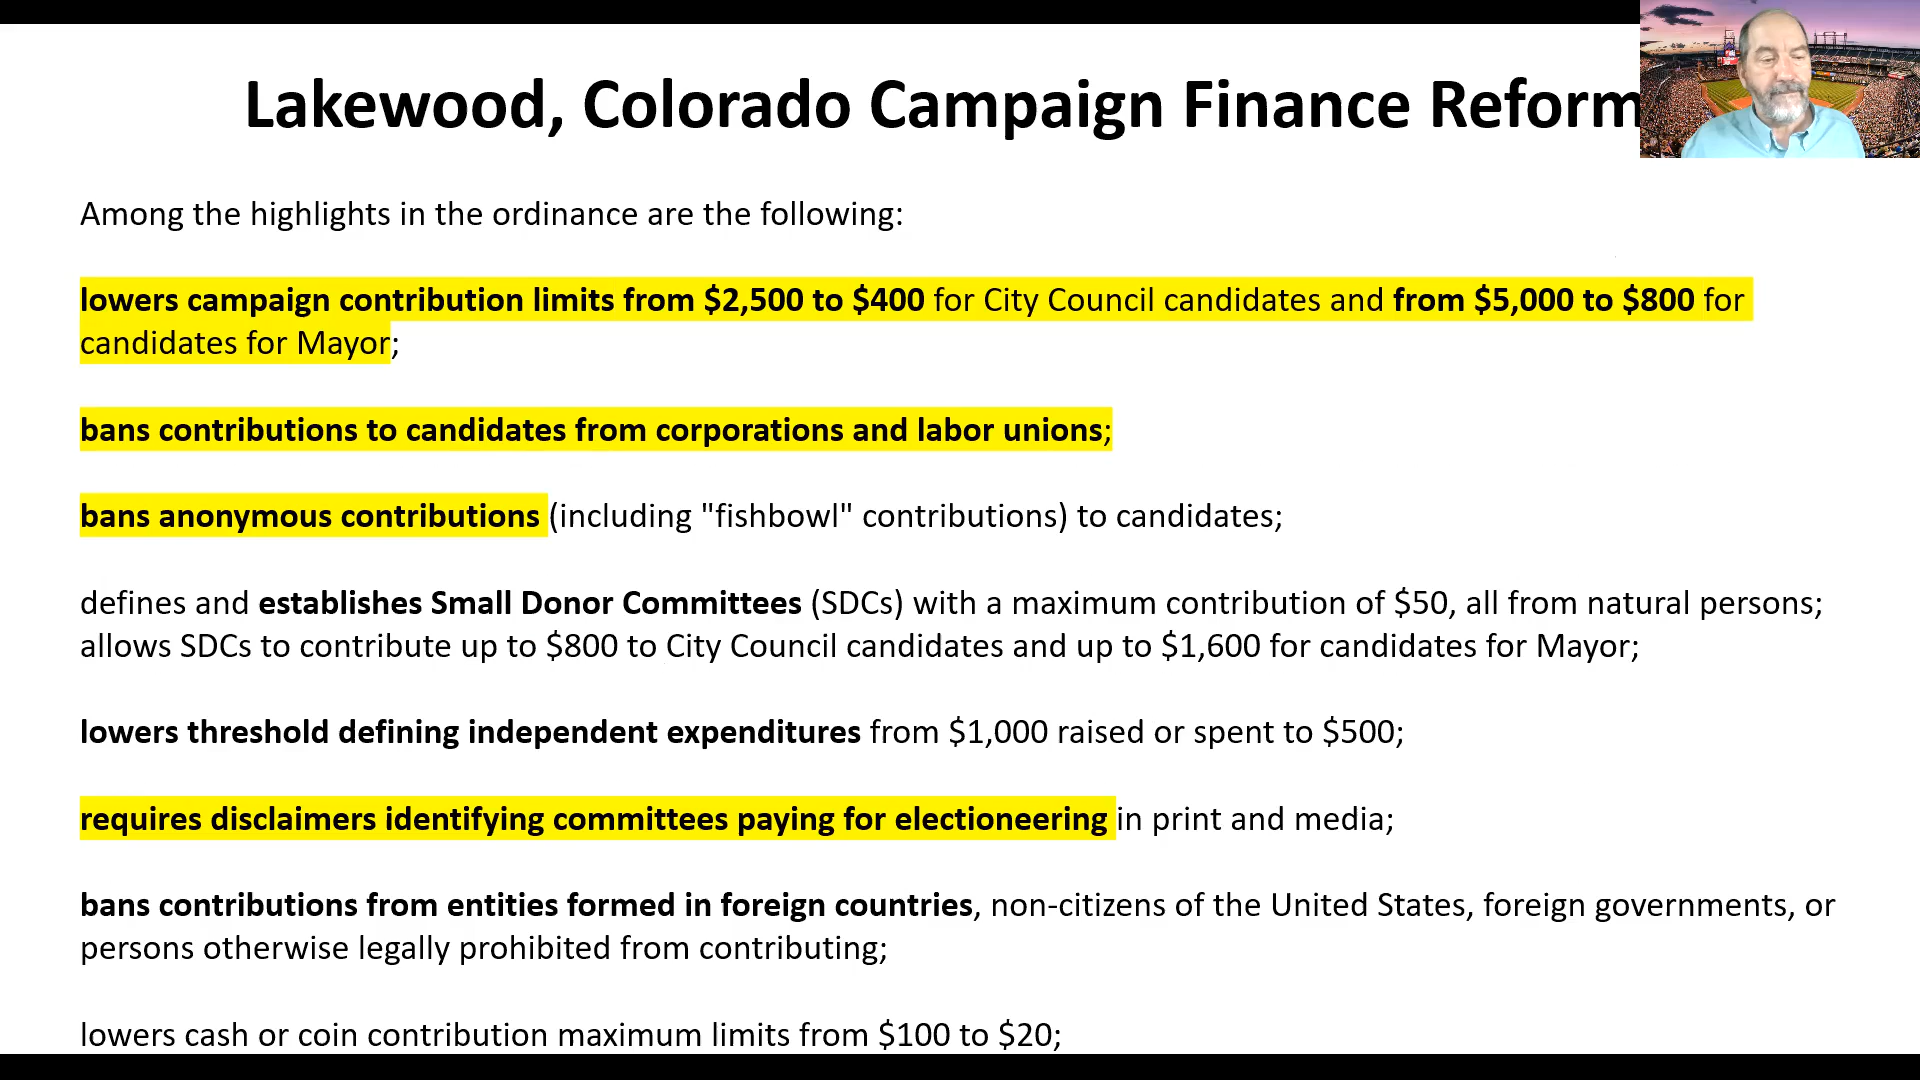 Lakewood, Colorado Campaign Finance Reform
Among the highlights in the ordinance are the following:
lowers campaign contribution limits from $2,500 to $400 for City Council candidates and from $5,000 to $800 for
candidates for Mayor;
bans contributions to candidates from corporations and labor unions;
bans anonymous contributions (including "fishbowl" contributions) to candidates;
defines and establishes Small Donor Committees (SDCs) with a maximum contribution of $50, all from natural persons;
allows SDCs to contribute up to $800 to City Council candidates and up to $1,600 for candidates for Mayor;
lowers threshold defining independent expenditures from $1,000 raised or spent to $500;
requires disclaimers identifying committees paying for electioneering in print and media;
bans contributions from entities formed in foreign countries, non-citizens of the United States, foreign governments, or
persons otherwise legally prohibited from contributing;
lowers cash or coin contribution maximum limits from $100 to $20;